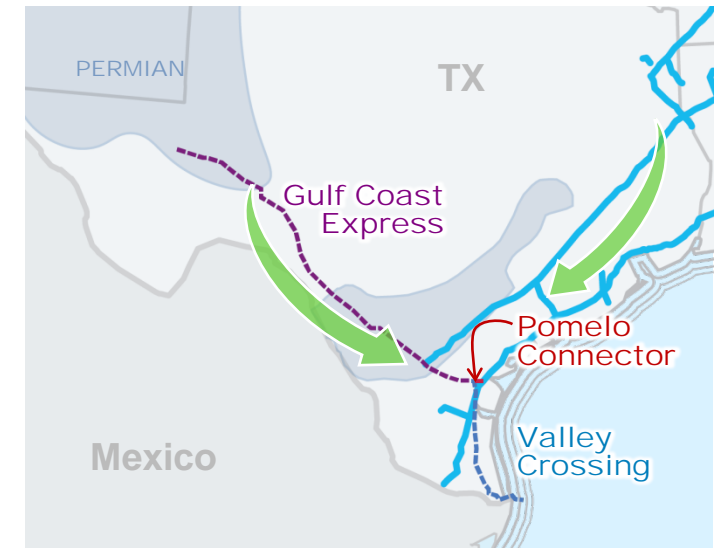 PERMIAN
TX
Gulf Coast
Express
Pomelo
Connector
Valley
Crossing
Mexico